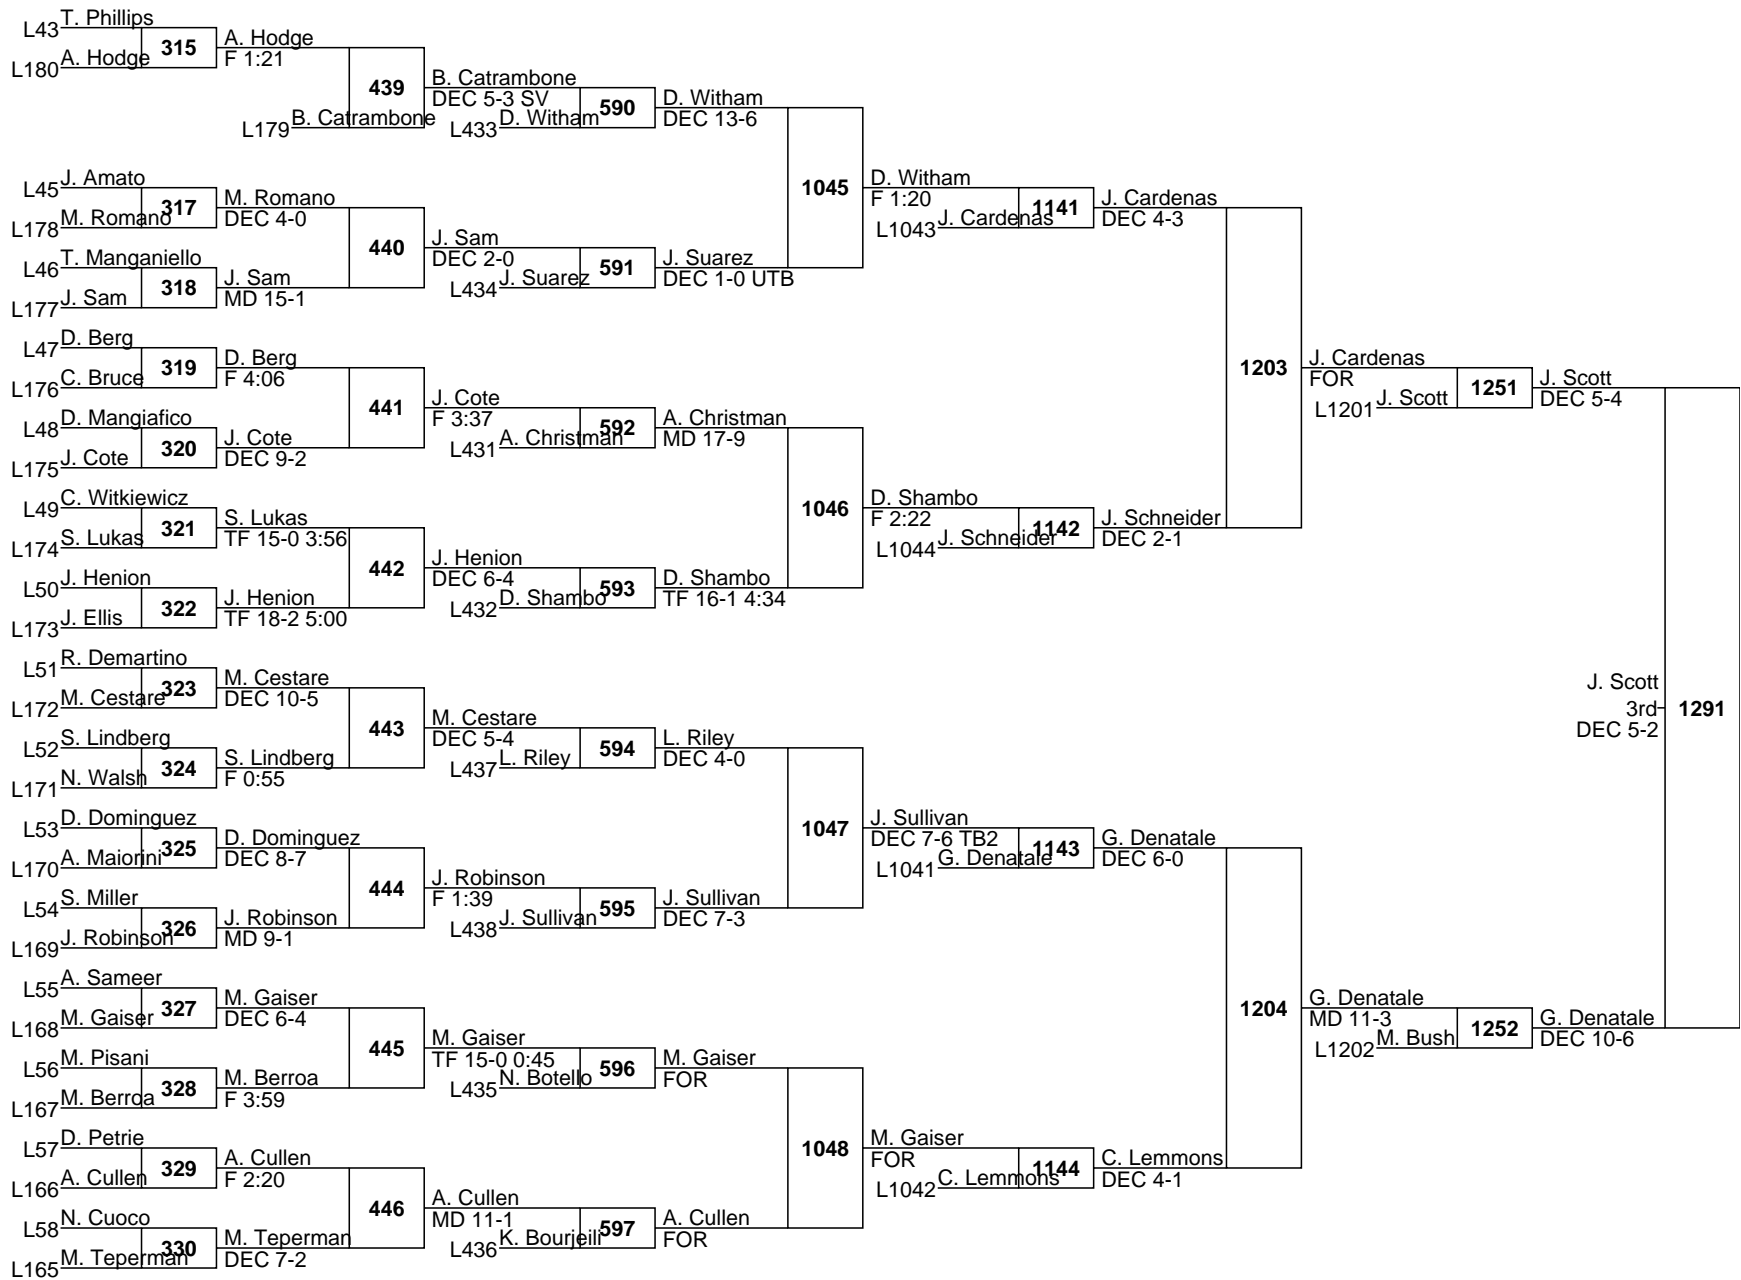 L43 T. Phillips
315
A. Hodge
F 1:21
L180 A. Hodge
439
B. Catrambone
DEC 5-3 SV
L179 B. Catrambone
590
D. Witham
DEC 13-6
L433 D. Witham
L45 J. Amato
317
M. Romano
DEC 4-0
L178 M. Romano
440
J. Sam
DEC 2-0
L46 T. Manganiello
318
J. Sam
MD 15-1
L177 J. Sam
591
J. Suarez
DEC 1-0 UTB
L434 J. Suarez
1045
D. Witham
F 1:20
1141
J. Cardenas
DEC 4-3
L1043 J. Cardenas
L47 D. Berg
319
D. Berg
F 4:06
L176 C. Bruce
441
J. Cote
F 3:37
L48 D. Mangiafico
320
J. Cote
DEC 9-2
L175 J. Cote
592
A. Christman
MD 17-9
L431 A. Christman
L49 C. Witkiewicz
321
S. Lukas
TF 15-0 3:56
L174 S. Lukas
442
J. Henion
DEC 6-4
L50 J. Henion
322
J. Henion
TF 18-2 5:00
L173 J. Ellis
593
D. Shambo
TF 16-1 4:34
L432 D. Shambo
1046
D. Shambo
F 2:22
1142
J. Schneider
DEC 2-1
L1044 J. Schneider
1203
J. Cardenas
FOR
1251
J. Scott
DEC 5-4
L1201 J. Scott
L51 R. Demartino
323
M. Cestare
DEC 10-5
L172 M. Cestare
443
M. Cestare
DEC 5-4
L52 S. Lindberg
324
S. Lindberg
F 0:55
L171 N. Walsh
594
L. Riley
DEC 4-0
L437 L. Riley
L53 D. Dominguez
325
D. Dominguez
DEC 8-7
L170 A. Maiorini
444
J. Robinson
F 1:39
L54 S. Miller
326
J. Robinson
MD 9-1
L169 J. Robinson
595
J. Sullivan
DEC 7-3
L438 J. Sullivan
1047
J. Sullivan
DEC 7-6 TB2
1143
G. Denatale
DEC 6-0
L1041 G. Denatale
L55 A. Sameer
327
M. Gaiser
DEC 6-4
L168 M. Gaiser
445
M. Gaiser
TF 15-0 0:45
L56 M. Pisani
328
M. Berroa
F 3:59
L167 M. Berroa
596
M. Gaiser
FOR
L435 N. Botello
L57 D. Petrie
329
A. Cullen
F 2:20
L166 A. Cullen
446
A. Cullen
MD 11-1
L58 N. Cuoco
330
M. Teperman
DEC 7-2
L165 M. Teperman
597
A. Cullen
FOR
L436 K. Bourjeili
1048
M. Gaiser
FOR
1144
C. Lemmons
DEC 4-1
L1042 C. Lemmons
1204
G. Denatale
MD 11-3
1252
G. Denatale
DEC 10-6
L1202 M. Bush
J. Scott
3rd
DEC 5-2
1291